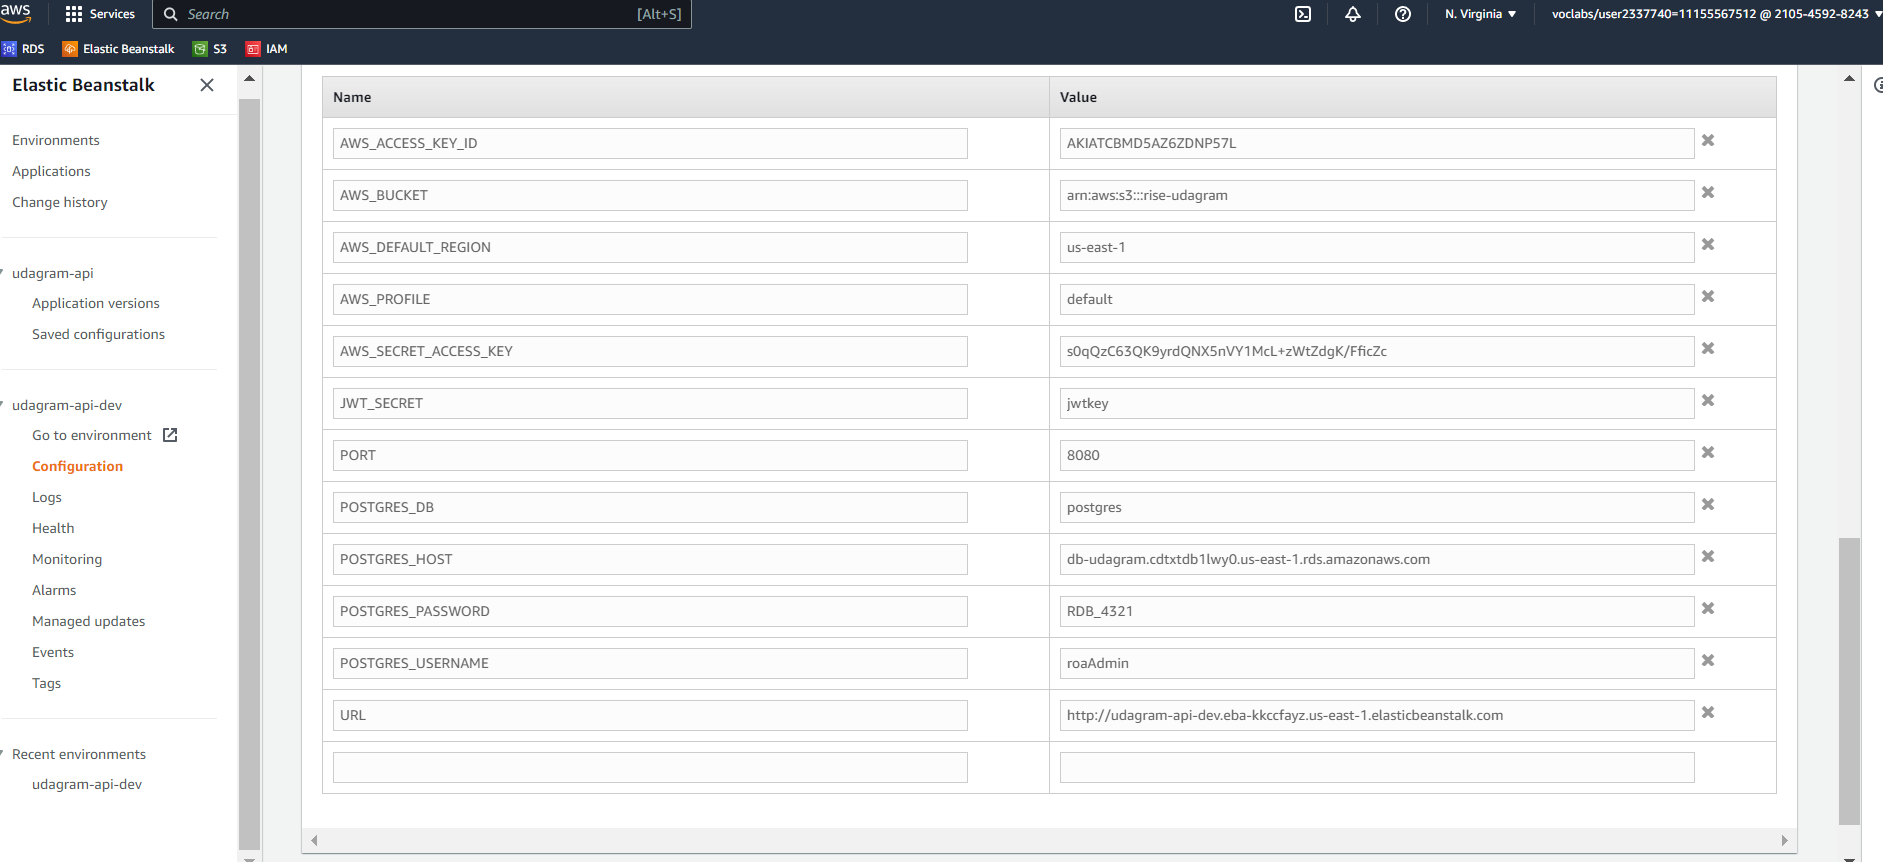 aws
Services
Search
[Alt+S]
N. Virginia
voclabs/user2337740=11155567512 @ 2105-4592-8243
RDS
Elastic Beanstalk
S3
IAM
Elastic Beanstalk
Environments
Applications
Change history
udagram-api
Application versions
Saved configurations
udagram-api-dev
Go to environment
Configuration
Logs
Health
Monitoring
Alarms
Managed updates
Events
Tags
Recent environments
udagram-api-dev
Name Value
AWS_ACCESS_KEY_ID AKIATCBMD5AZ6ZDNP57L
AWS_BUCKET arn:aws:s3:::rise-udagram
AWS_DEFAULT_REGION us-east-1
AWS_PROFILE default
AWS_SECRET_ACCESS_KEY s0qQzC63QK9yrdQNX5nVY1McL+zWtZdgK/FficZc
JWT_SECRET jwtkey
PORT 8080
POSTGRES_DB postgres
POSTGRES_HOST db-udagram.cdtxtdb1lwy0.us-east-1.rds.amazonaws.com
POSTGRES_PASSWORD RDB_4321
POSTGRES_USERNAME roaAdmin
URL http://udagram-api-dev.eba-kkccfayz.us-east-1.elasticbeanstalk.com